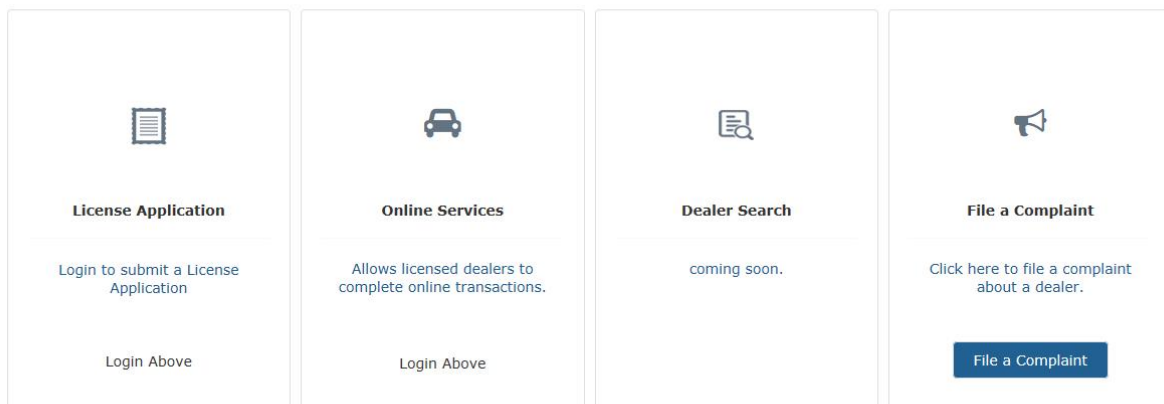 License Application
Login to submit a License
Application
Login Above
Online Services
Allows licensed dealers to
complete online transactions.
Login Above
Dealer Search
coming soon.
File a Complaint
Click here to file a complaint
about a dealer.
File a Complaint